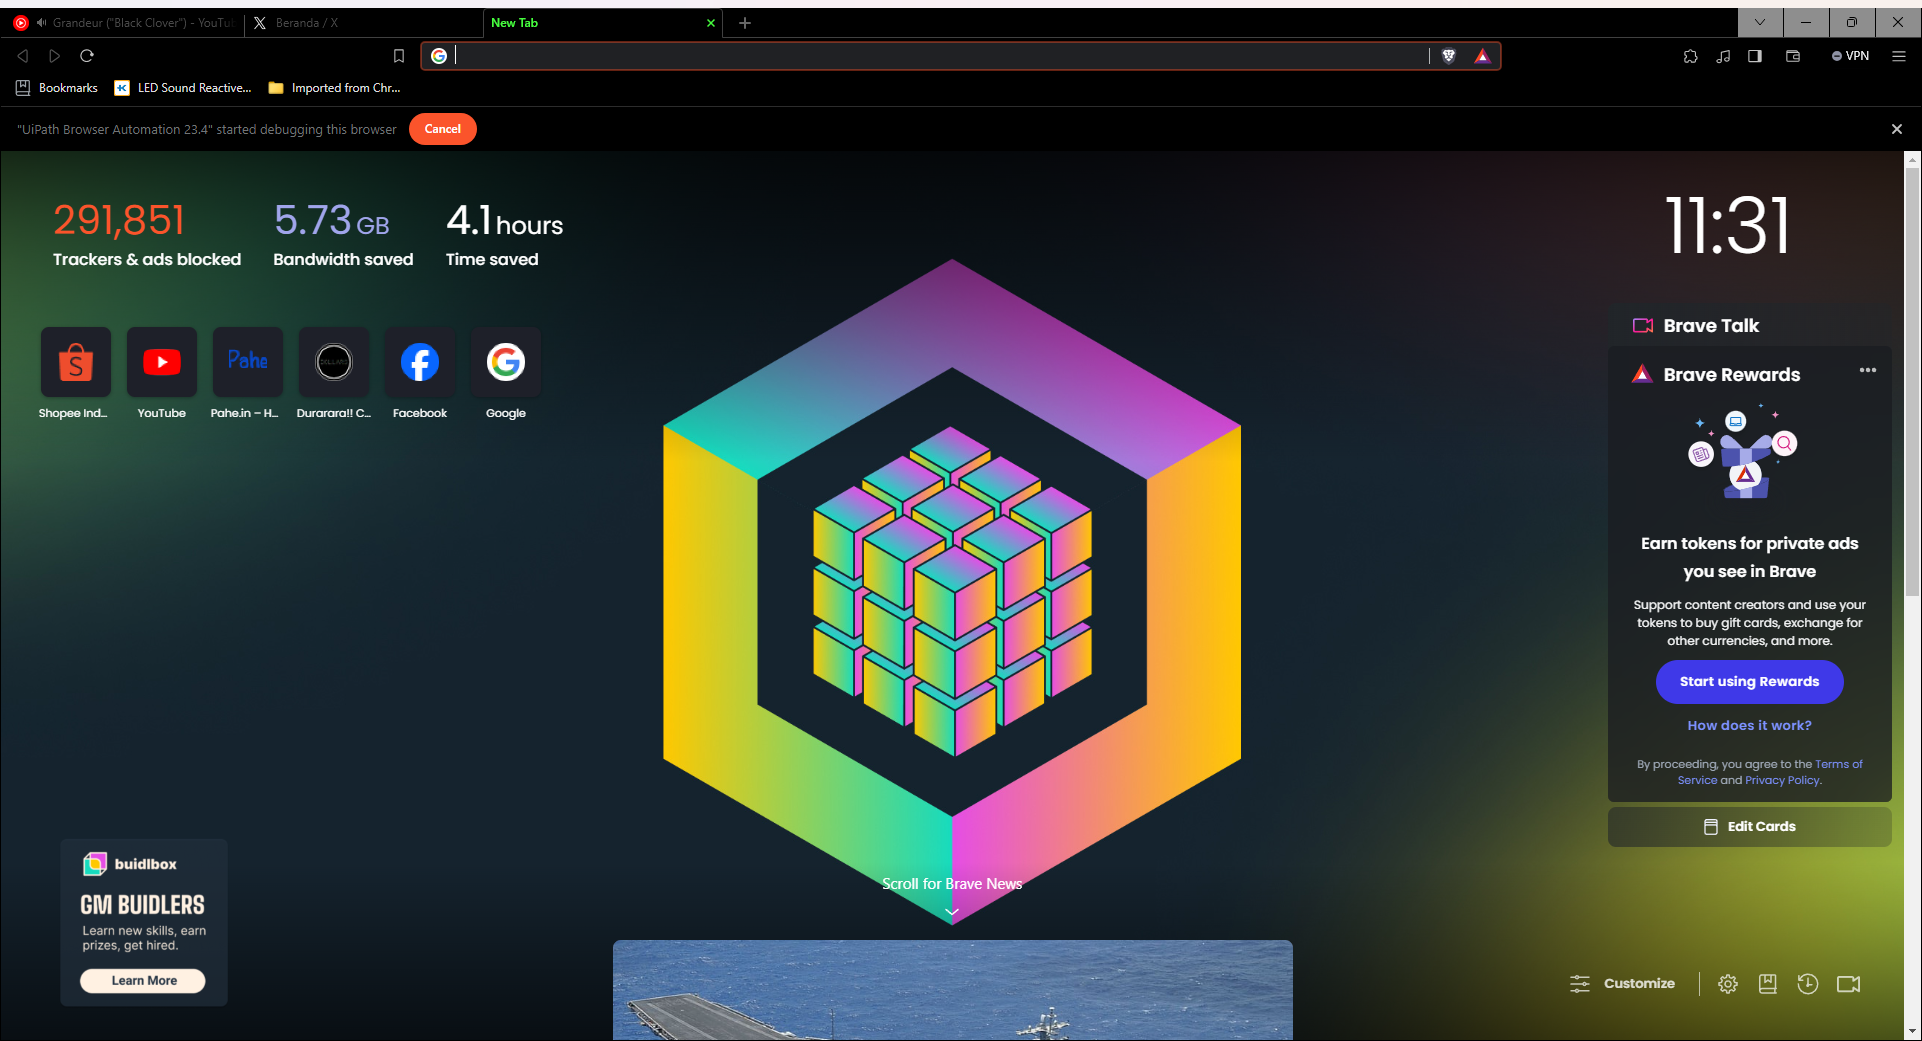 Grandeur ("Black Clover") - YouTu
Beranda / X
New Tab
VPN
Bookmarks
LED Sound Reactive...
Imported from Chr...
"UiPath Browser Automation 23.4" started debugging this browser
Cancel
291,851
Trackers & ads blocked
5.73 GB
Bandwidth saved
4.1 hours
Time saved
11:31
Shopee Ind...
YouTube
Pahe
Pahe.in – H...
Durarara!! C...
Facebook
Google
Brave Talk
Brave Rewards
Earn tokens for private ads
you see in Brave
Support content creators and use your
tokens to buy gift cards, exchange for
other currencies, and more.
Start using Rewards
How does it work?
By proceeding, you agree to the Terms of
Service and Privacy Policy.
Edit Cards
Scroll for Brave News
buidlbox
GM BUIDLERS
Learn new skills, earn
prizes, get hired.
Learn More
Customize